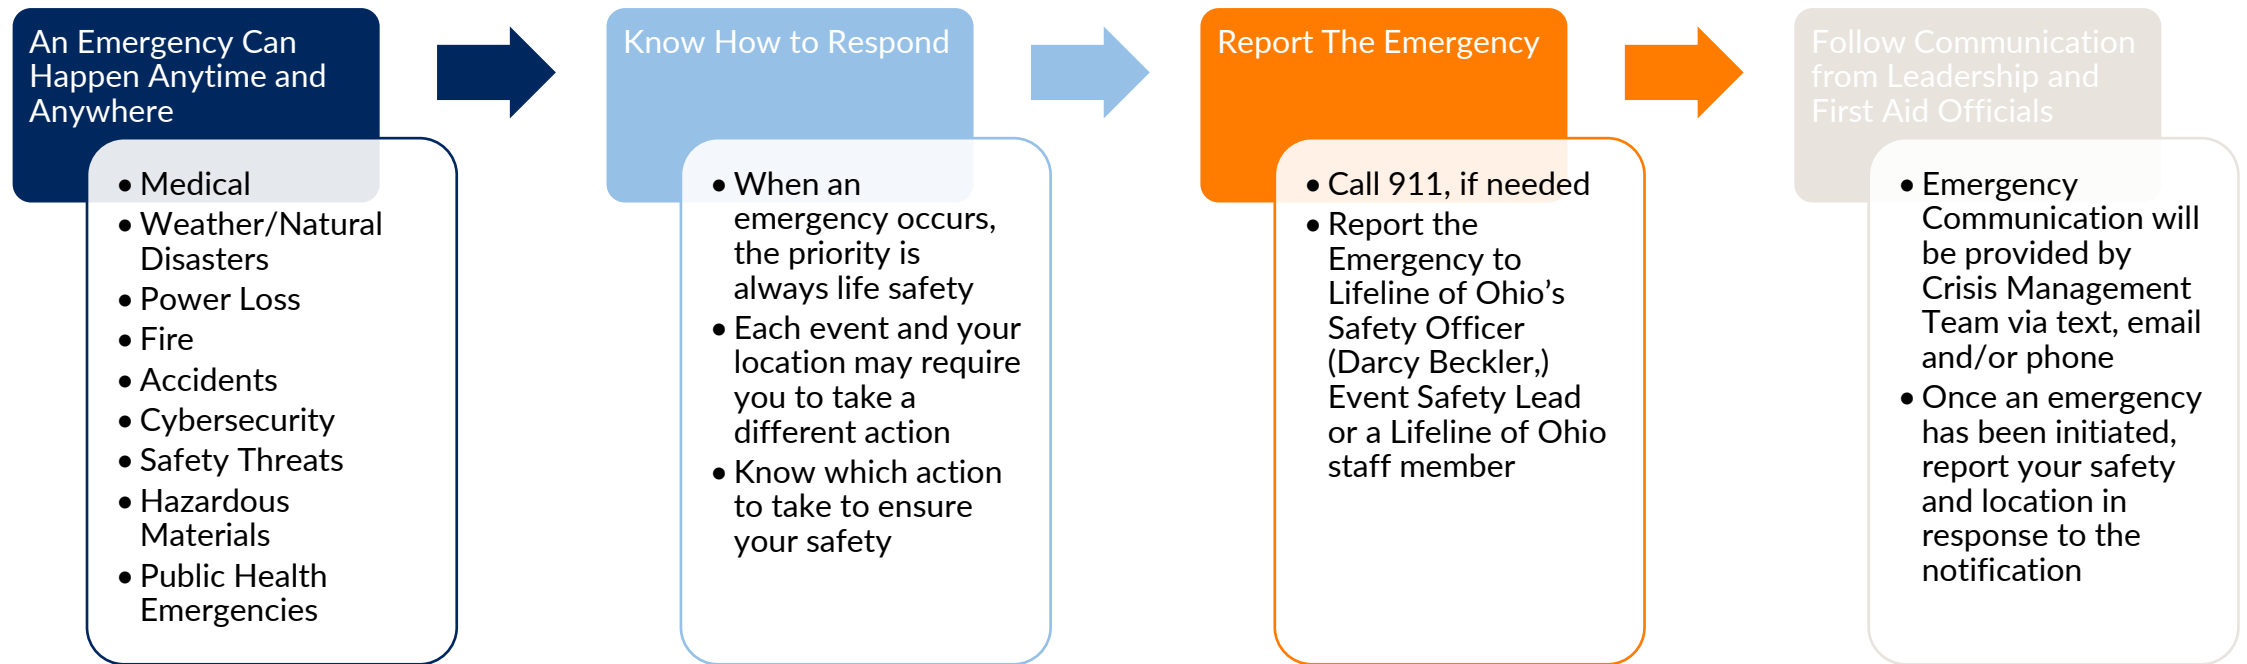 An Emergency Can
Happen Anytime and
Anywhere
• Medical
• Weather/Natural
Disasters
• Power Loss
• Fire
• Accidents
• Cybersecurity
• Safety Threats
• Hazardous
Materials
• Public Health
Emergencies
Know How to Respond
• When an
emergency occurs,
the priority is
always life safety
• Each event and your
location may require
you to take a
different action
• Know which action
to take to ensure
your safety
Report The Emergency
• Call 911, if needed
• Report the
Emergency to
Lifeline of Ohio’s
Safety Officer
(Darcy Beckler,)
Event Safety Lead
or a Lifeline of Ohio
staff member
Follow Communication
from Leadership and
First Aid Officials
• Emergency
Communication will
be provided by
Crisis Management
Team via text, email
and/or phone
• Once an emergency
has been initiated,
report your safety
and location in
response to the
notification